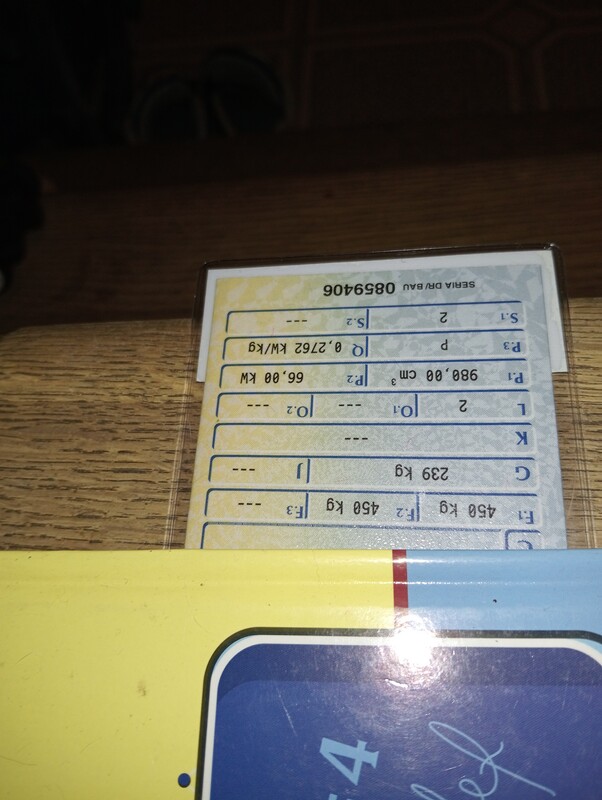 F.1 450 kg F.2 450 kg F.3 ---
G 239 kg J ---
K ---
L 2 O.1 --- O.2 ---
P.1 980,00 cm³ P.2 66,00 kW
P.3 P Q 0,2762 kW/kg
S.1 2 S.2 ---
SERIA DR/BAU 0859406